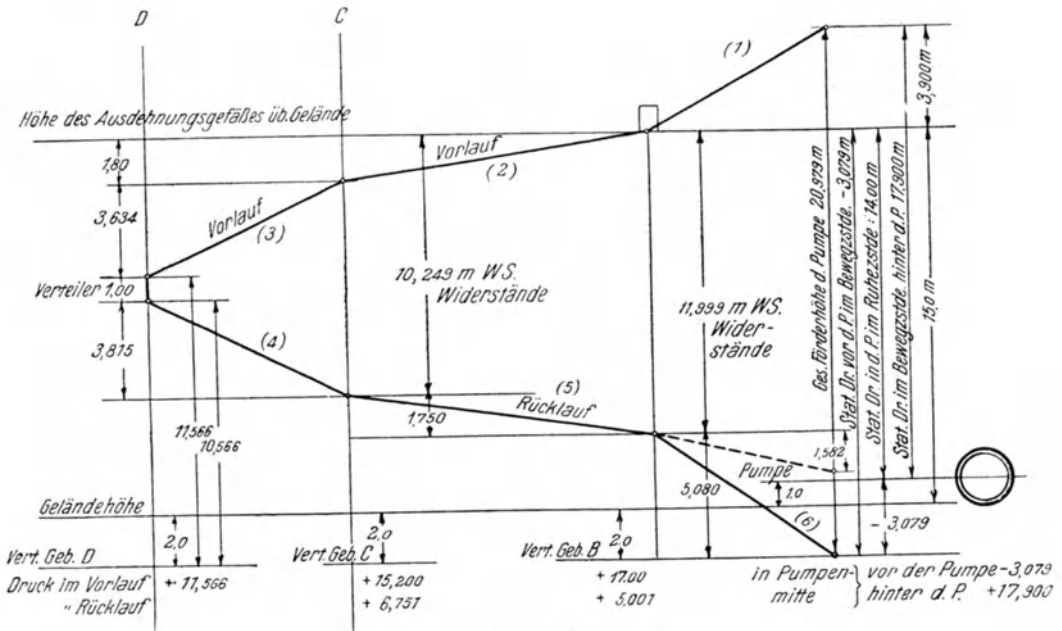 D
C
(1)
3,900 m
Höhe des Ausdehnungsgefäßes üb. Gelände
1,80
Vorlauf
(2)
3,634
Vorlauf
(3)
10,249 m WS.
Widerstände
11,999 m WS.
Wider-
stände
Ges. Förderhöhe d. Pumpe 20,979 m
Stat. Dr. vor d. P. im Bewegzstde. -3,079 m
Stat. Dr. in d. P. im Ruhezstde: 14,00 m
Stat. Dr. im Bewegzstde. hinter d. P. 17,900 m
15,0 m
Verteiler 1,00
3,815
(4)
(5)
Rücklauf
1,750
11,566
10,566
1,582
Pumpe
5,080
1,0
(6)
- 3,079
Geländehöhe
2,0
2,0
2,0
Vert. Geb. D
Vert. Geb. C
Vert. Geb. B
Druck im Vorlauf + 11,566
+ 15,200
+ 17,00
in Pumpen-
mitte
vor der Pumpe -3,079
" Rücklauf
+ 6,751
+ 5,001
hinter d. P. +17,900